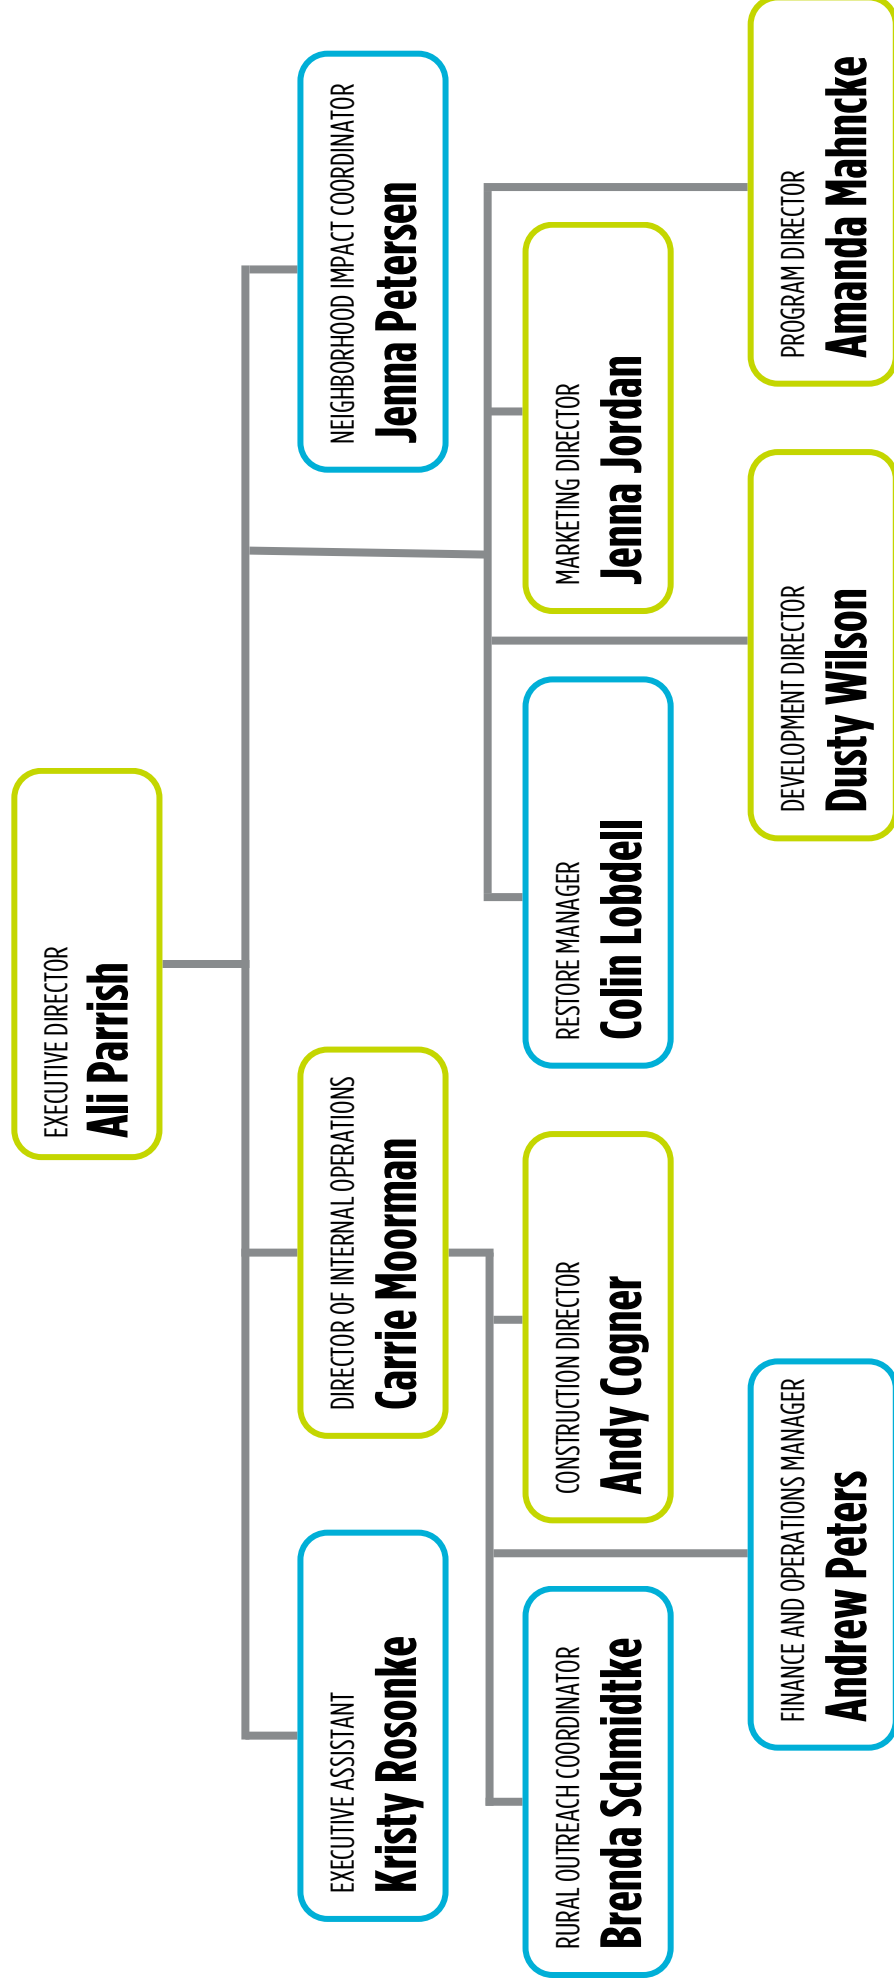 EXECUTIVE DIRECTOR
Ali Parrish
EXECUTIVE ASSISTANT
Kristy Rosonke
DIRECTOR OF INTERNAL OPERATIONS
Carrie Moorman
NEIGHBORHOOD IMPACT COORDINATOR
Jenna Petersen
RURAL OUTREACH COORDINATOR
Brenda Schmidtke
CONSTRUCTION DIRECTOR
Andy Cogner
RESTORE MANAGER
Colin Lobdell
MARKETING DIRECTOR
Jenna Jordan
FINANCE AND OPERATIONS MANAGER
Andrew Peters
DEVELOPMENT DIRECTOR
Dusty Wilson
PROGRAM DIRECTOR
Amanda Mahncke